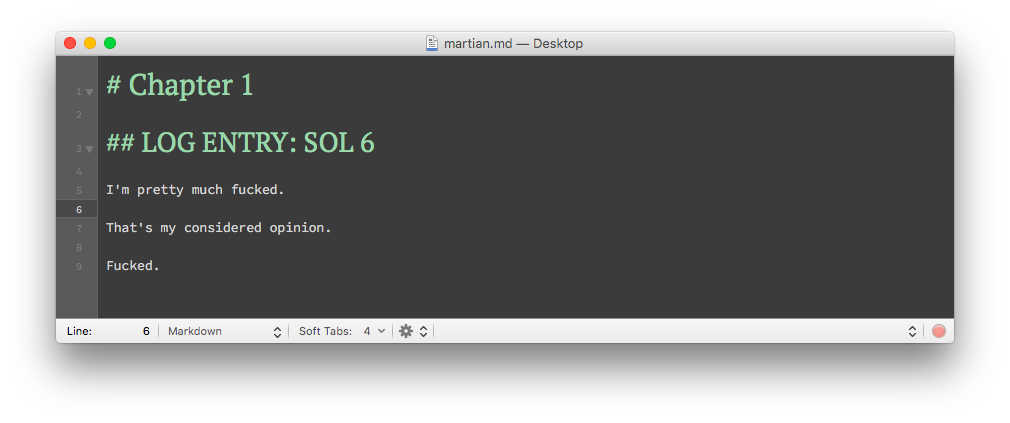 martian.md — Desktop
1 # Chapter 1
2
3 ## LOG ENTRY: SOL 6
4
5 I'm pretty much fucked.
6
7 That's my considered opinion.
8
9 Fucked.
Line: 6 Markdown Soft Tabs: 4